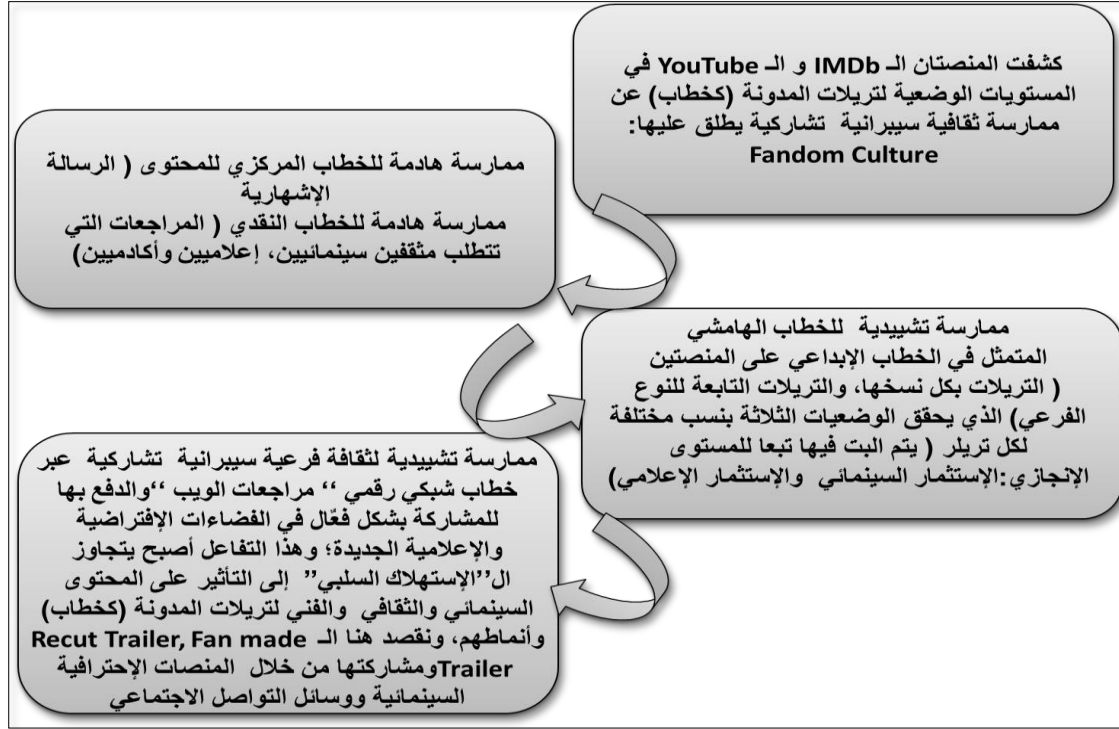 كشفت المنصتان الـ IMDb و الـ YouTube في
المستويات الوضعية لتريلات المدونة (كخطاب) عن
ممارسة ثقافية سيبرانية تشاركية يطلق عليها:
Fandom Culture
ممارسة هادمة للخطاب المركزي للمحتوى ( الرسالة
الإشهارية
ممارسة هادمة للخطاب النقدي ( المراجعات التي
تتطلب مثقفين سينمائيين، إعلاميين وأكادميين)
ممارسة تشييدية للخطاب الهامشي
المتمثل في الخطاب الإبداعي على المنصتين
( التريلات بكل نسخها، والتريلات التابعة للنوع
الفرعي) الذي يحقق الوضعيات الثلاثة بنسب مختلفة
لكل تريلر ( يتم البت فيها تبعا للمستوى
الإنجازي:الإستثمار السينمائي والإستثمار الإعلامي)
ممارسة تشييدية لثقافة فرعية سيبرانية تشاركية عبر
خطاب شبكي رقمي “ مراجعات الويب “والدفع بها
للمشاركة بشكل فعّال في الفضاءات الإفتراضية
والإعلامية الجديدة؛ وهذا التفاعل أصبح يتجاوز
ال”الإستهلاك السلبي” إلى التأثير على المحتوى
السينمائي والثقافي والفني لتريلات المدونة (كخطاب)
وأنماطهم، ونقصد هنا الـ Recut Trailer, Fan made
Trailerومشاركتها من خلال المنصات الإحترافية
السينمائية ووسائل التواصل الاجتماعي